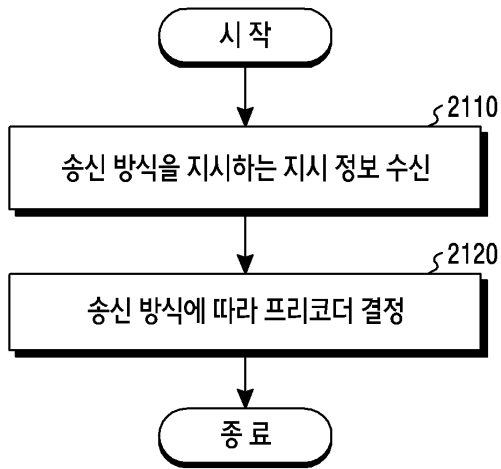 시 작
2110
송신 방식을 지시하는 지시 정보 수신
2120
송신 방식에 따라 프리코더 결정
종 료